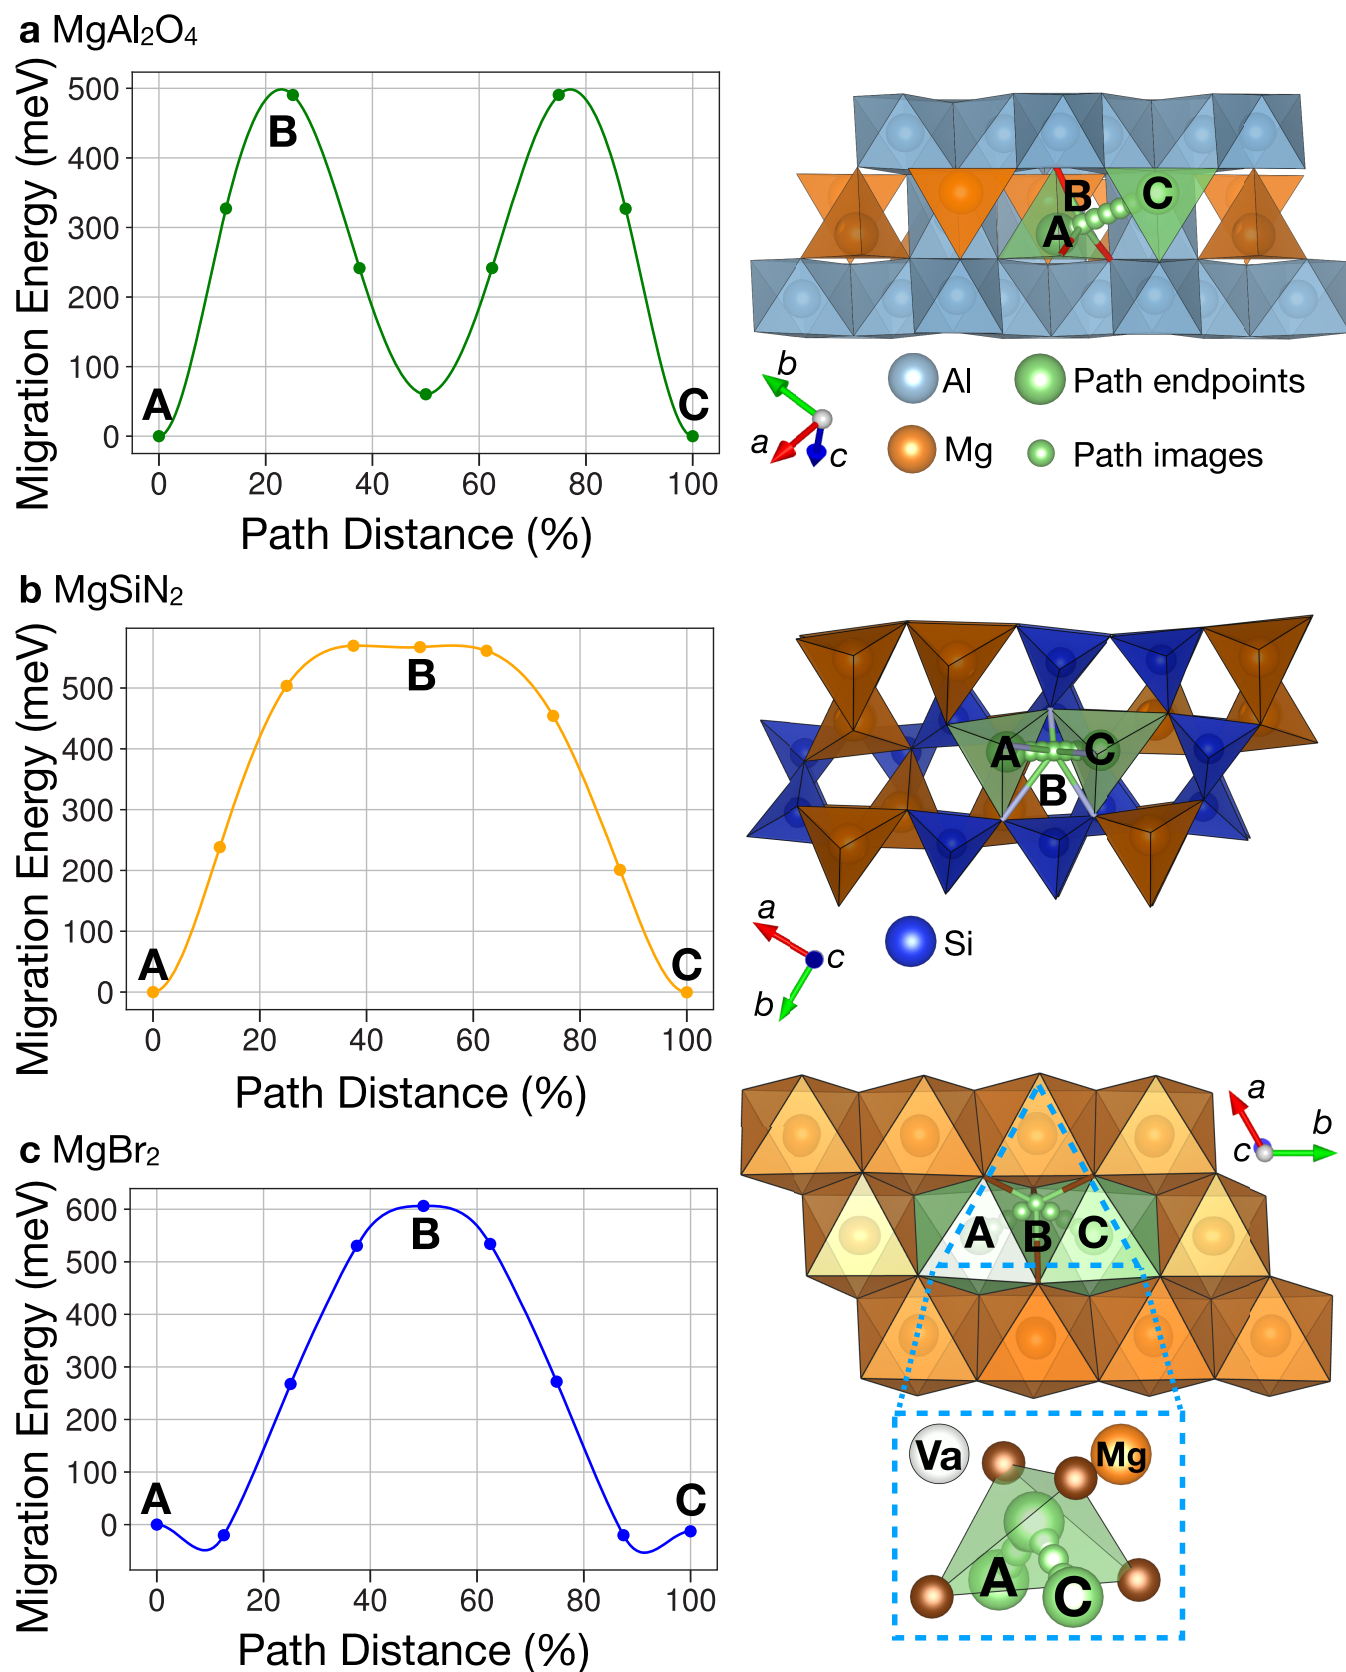 a MgAl₂O₄
Migration Energy (meV)
500
400
300
200
100
0
A
B
C
0 20 40 60 80 100
Path Distance (%)
A
B
C
b
a
c
Al
Path endpoints
Mg
Path images
b MgSiN₂
Migration Energy (meV)
500
400
300
200
100
0
A
B
C
0 20 40 60 80 100
Path Distance (%)
A
C
B
a
c
b
Si
c MgBr₂
Migration Energy (meV)
600
500
400
300
200
100
0
A
B
C
0 20 40 60 80 100
Path Distance (%)
a
b
c
A
B
C
Va
Mg
A
C